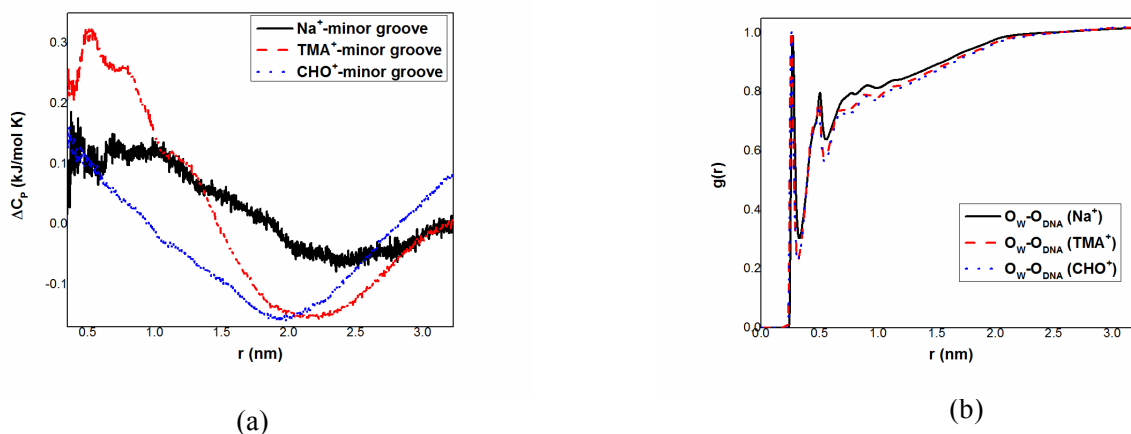 0.3
0.2
0.1
0.0
-0.1
ΔC_P (kJ/mol K)
Na⁺-minor groove
TMA⁺-minor groove
CHO⁺-minor groove
0.5 1.0 1.5 2.0 2.5 3.0
r (nm)
(a)
1.0
0.8
0.6
0.4
0.2
0.0
g(r)
O_W-O_DNA (Na⁺)
O_W-O_DNA (TMA⁺)
O_W-O_DNA (CHO⁺)
0.0 0.5 1.0 1.5 2.0 2.5 3.0
r (nm)
(b)